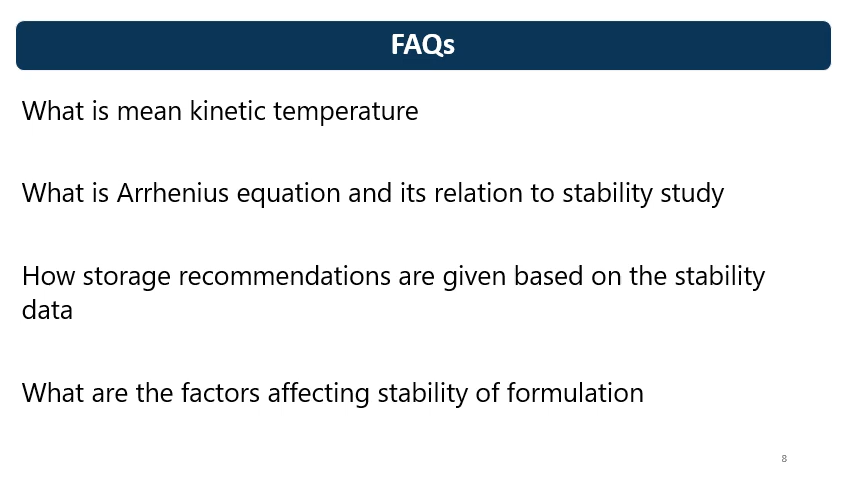 FAQs
What is mean kinetic temperature
What is Arrhenius equation and its relation to stability study
How storage recommendations are given based on the stability
data
What are the factors affecting stability of formulation
8